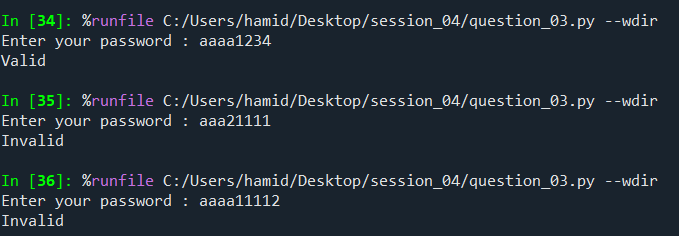 In [34]: %runfile C:/Users/hamid/Desktop/session_04/question_03.py --wdir
Enter your password : aaaa1234
Valid
In [35]: %runfile C:/Users/hamid/Desktop/session_04/question_03.py --wdir
Enter your password : aaa21111
Invalid
In [36]: %runfile C:/Users/hamid/Desktop/session_04/question_03.py --wdir
Enter your password : aaaa11112
Invalid